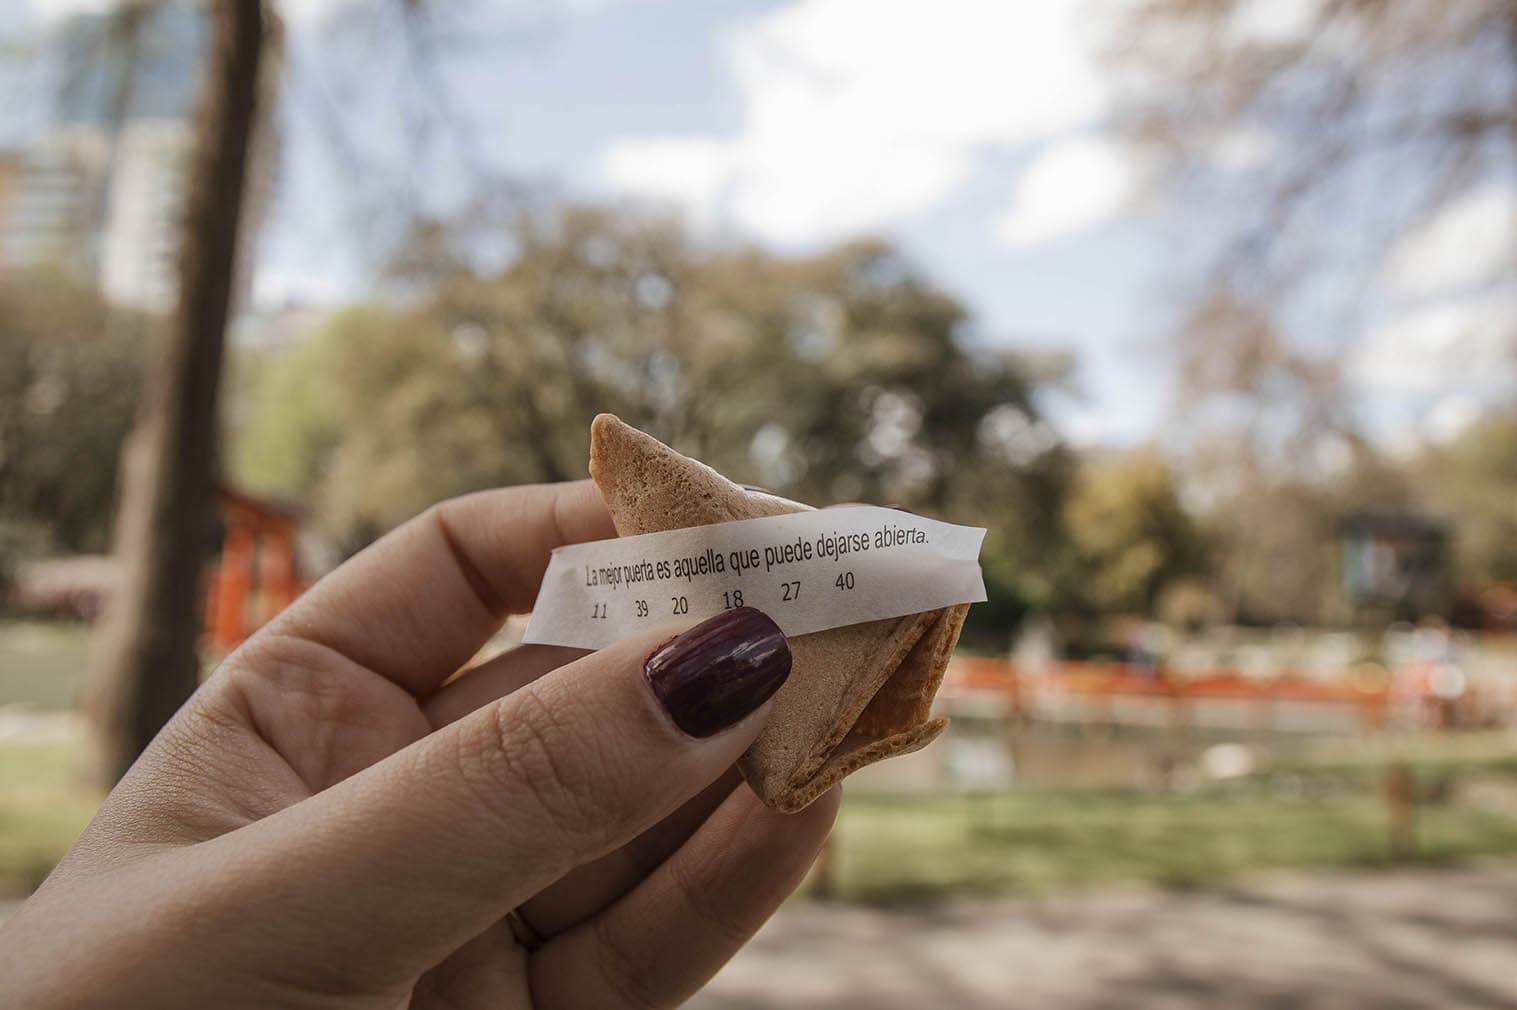 La mejor puerta es aquella que puede dejarse abierta.
11 39 20 18 27 40